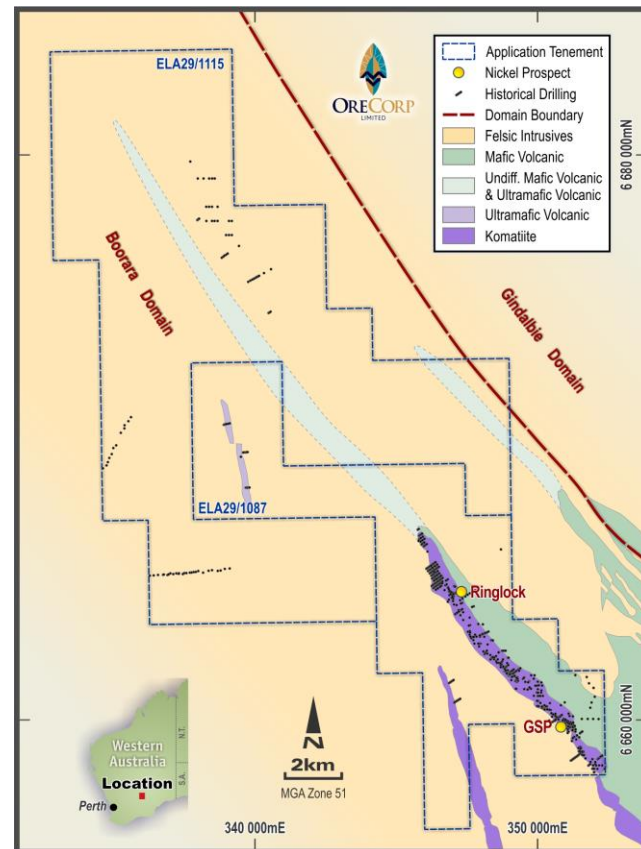 ELA29/1115
ORECORP
LIMITED
Application Tenement
Nickel Prospect
Historical Drilling
Domain Boundary
Felsic Intrusives
Mafic Volcanic
Undiff. Mafic Volcanic
& Ultramafic Volcanic
Ultramafic Volcanic
Komatiite
6 680 000mN
Boorara Domain
Gindalbie Domain
ELA29/1087
Ringlock
GSP
6 660 000mN
Western
Australia
Location
Perth
N.T.
S.A.
N
2km
MGA Zone 51
340 000mE
350 000mE